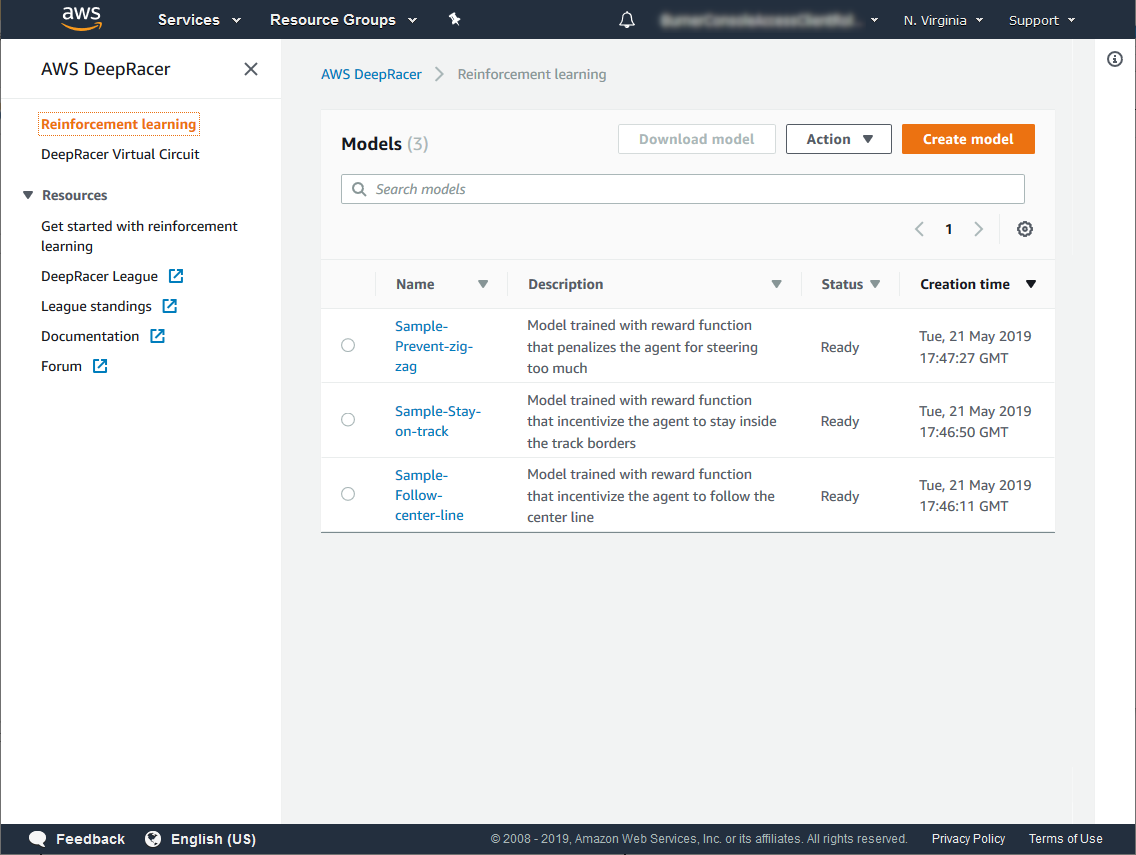 aws
Services
Resource Groups
N. Virginia
Support
AWS DeepRacer
Reinforcement learning
DeepRacer Virtual Circuit
Resources
Get started with reinforcement
learning
DeepRacer League
League standings
Documentation
Forum
AWS DeepRacer
Reinforcement learning
Models (3)
Download model
Action
Create model
Search models
1
Name
Description
Status
Creation time
Sample-
Prevent-zig-
zag
Model trained with reward function
that penalizes the agent for steering
too much
Ready
Tue, 21 May 2019
17:47:27 GMT
Sample-Stay-
on-track
Model trained with reward function
that incentivize the agent to stay inside
the track borders
Ready
Tue, 21 May 2019
17:46:50 GMT
Sample-
Follow-
center-line
Model trained with reward function
that incentivize the agent to follow the
center line
Ready
Tue, 21 May 2019
17:46:11 GMT
Feedback
English (US)
© 2008 - 2019, Amazon Web Services, Inc. or its affiliates. All rights reserved.
Privacy Policy
Terms of Use